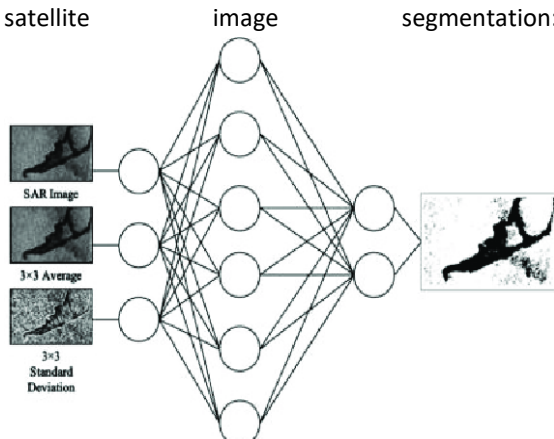 satellite image segmentation:
SAR Image
3×3 Average
3×3
Standard
Deviation